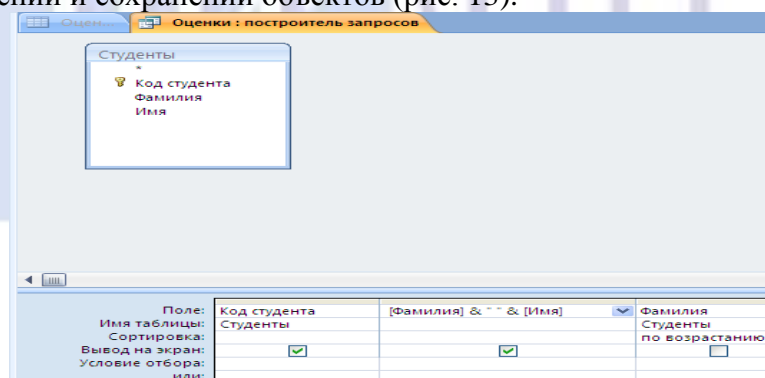 ении и сохранении объектов (рис. 13).
Оцен... Оценки : построитель запросов
Студенты
*
Код студента
Фамилия
Имя
Поле: Код студента [Фамилия] & " " & [Имя] Фамилия
Имя таблицы: Студенты Студенты
Сортировка: по возрастанию
Вывод на экран:
Условие отбора:
или: